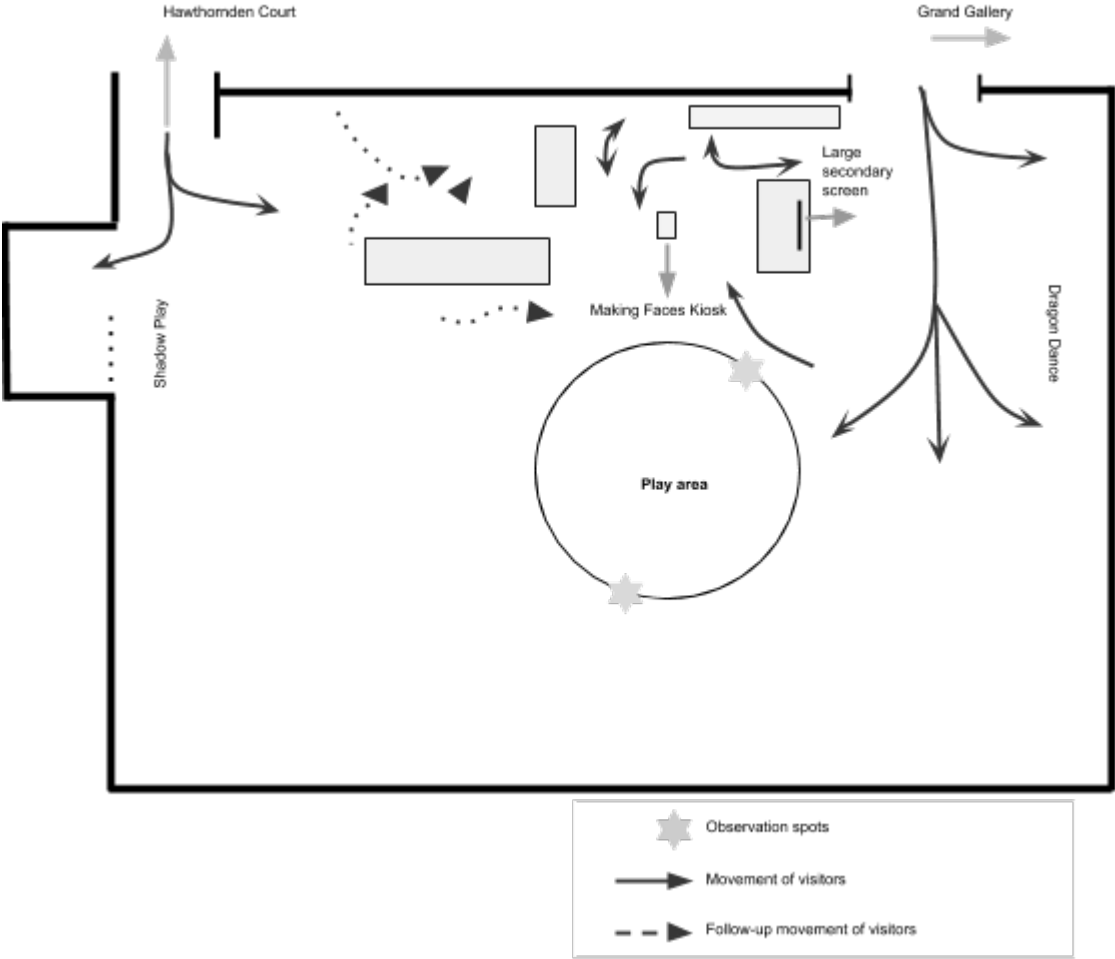 Hawthornden Court
Grand Gallery
Large
secondary
screen
Shadow Play
Making Faces Kiosk
Dragon Dance
Play area
Observation spots
Movement of visitors
Follow-up movement of visitors